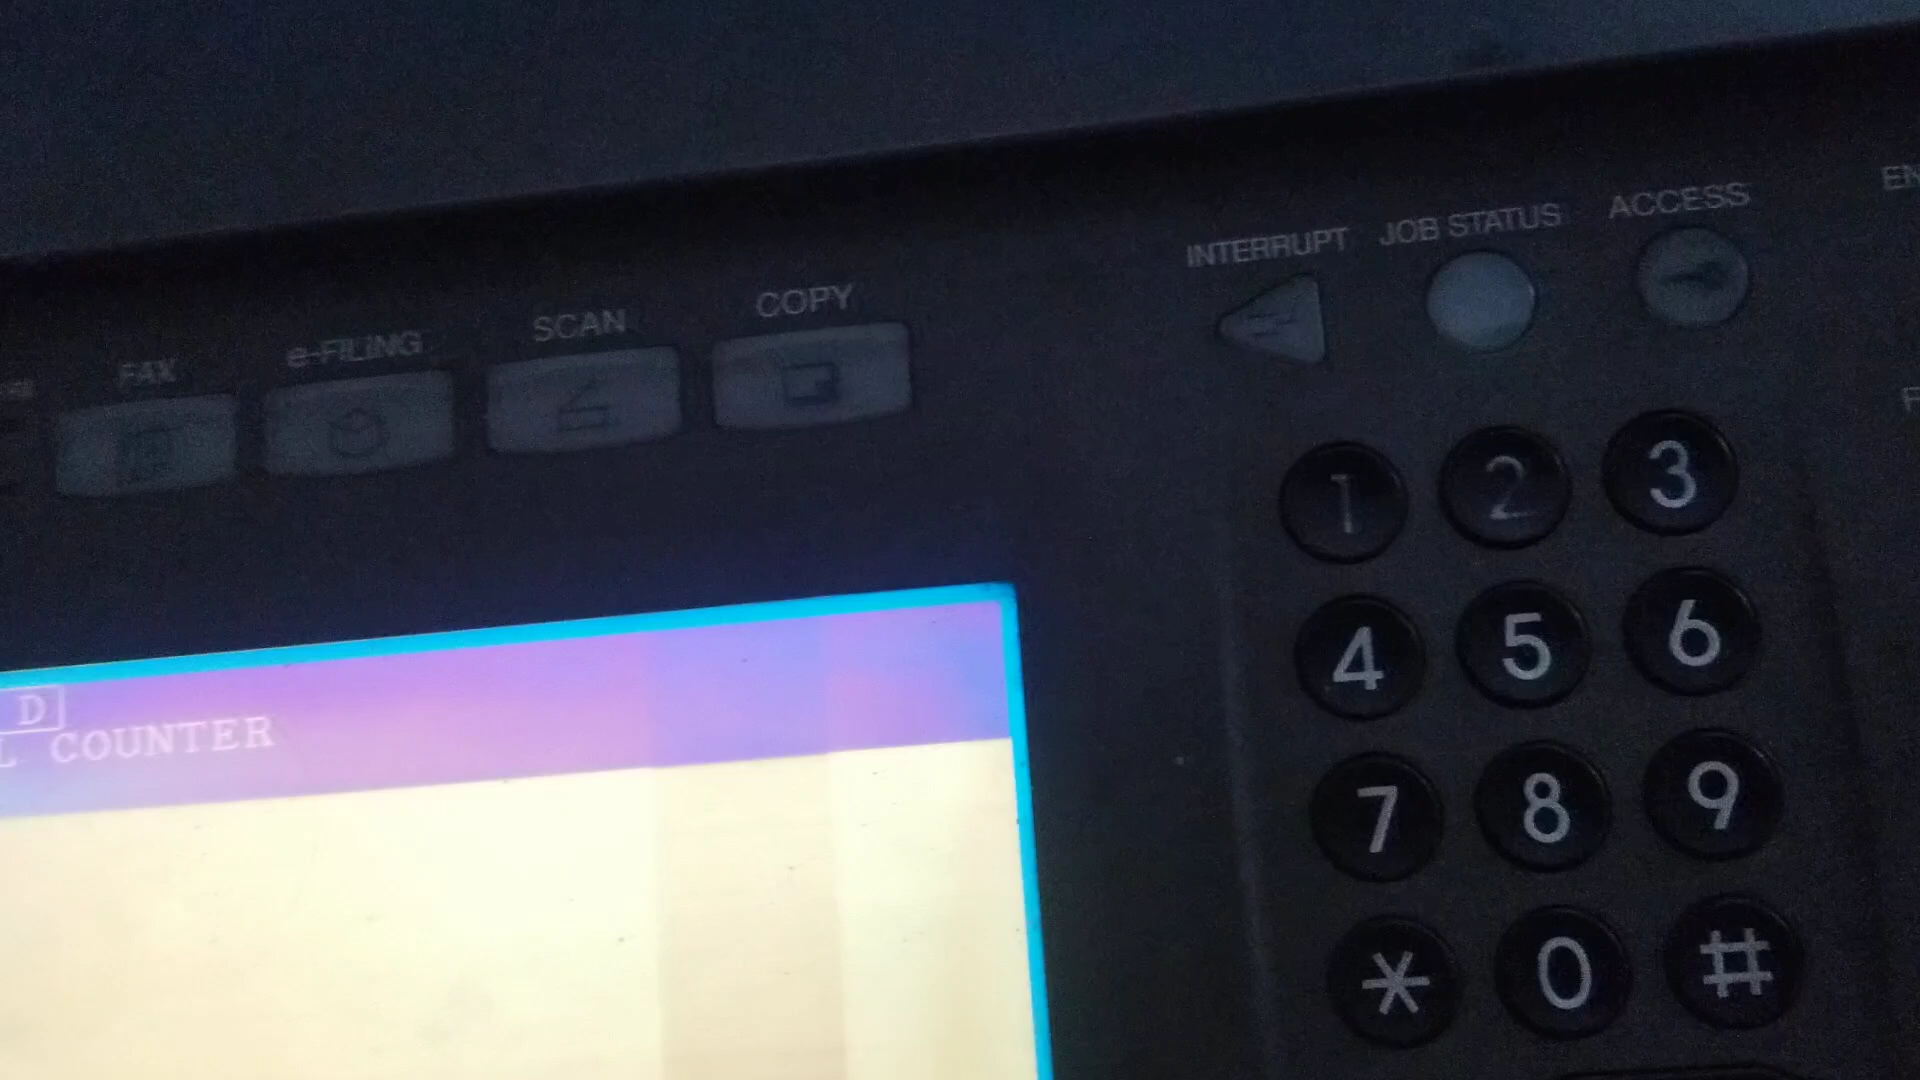 INTERRUPT JOB STATUS ACCESS EN
FAX e-FILING SCAN COPY
F
1 2 3
4 5 6
D
L COUNTER
7 8 9
* 0 #